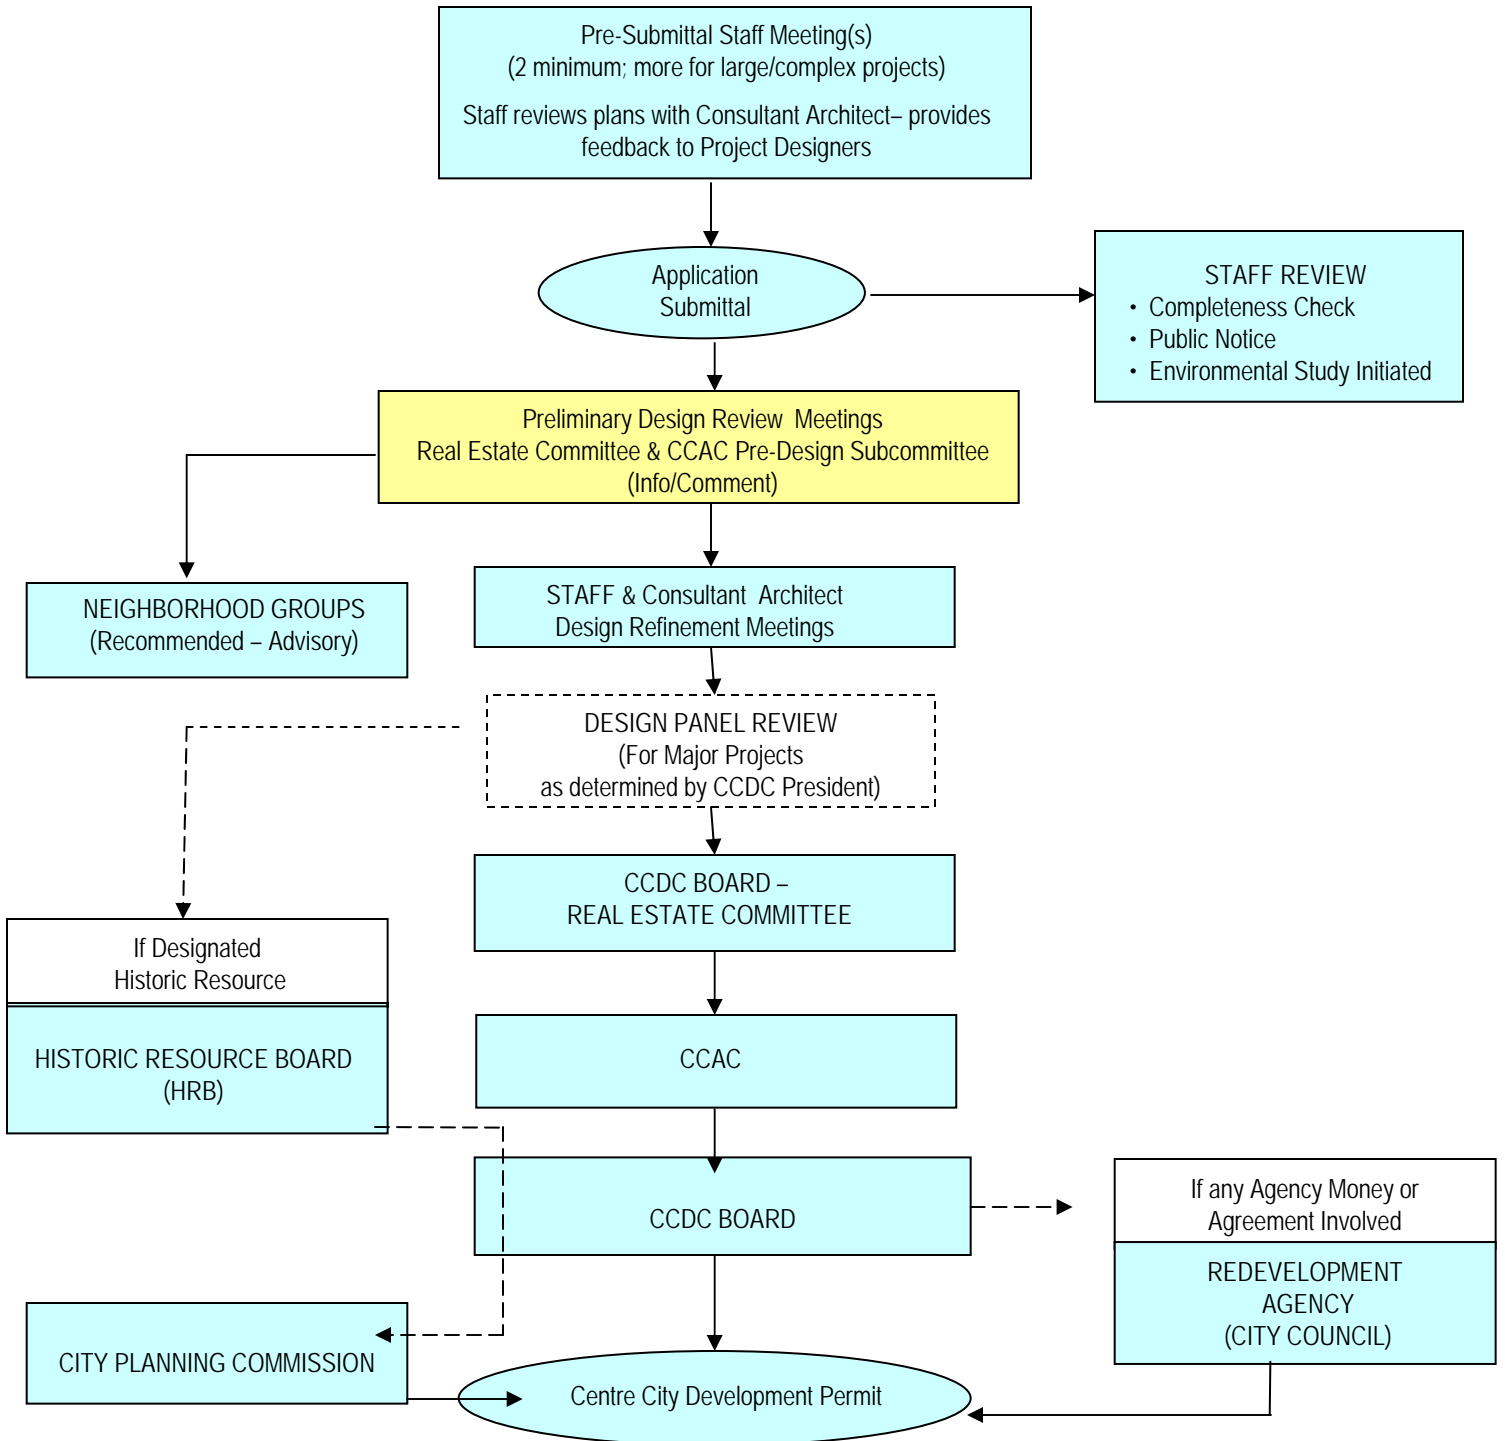 Pre-Submittal Staff Meeting(s)
(2 minimum; more for large/complex projects)
Staff reviews plans with Consultant Architect– provides
feedback to Project Designers
Application
Submittal
STAFF REVIEW
• Completeness Check
• Public Notice
• Environmental Study Initiated
Preliminary Design Review Meetings
Real Estate Committee & CCAC Pre-Design Subcommittee
(Info/Comment)
NEIGHBORHOOD GROUPS
(Recommended – Advisory)
STAFF & Consultant Architect
Design Refinement Meetings
DESIGN PANEL REVIEW
(For Major Projects
as determined by CCDC President)
CCDC BOARD –
REAL ESTATE COMMITTEE
If Designated
Historic Resource
HISTORIC RESOURCE BOARD
(HRB)
CCAC
CCDC BOARD
If any Agency Money or
Agreement Involved
REDEVELOPMENT
AGENCY
(CITY COUNCIL)
CITY PLANNING COMMISSION
Centre City Development Permit